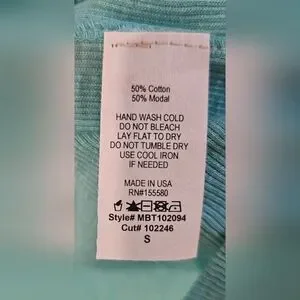 50% Cotton
50% Modal
HAND WASH COLD
DO NOT BLEACH
LAY FLAT TO DRY
DO NOT TUMBLE DRY
USE COOL IRON
IF NEEDED
MADE IN USA
RN#155580
Style# MBT102094
Cut# 102246
S